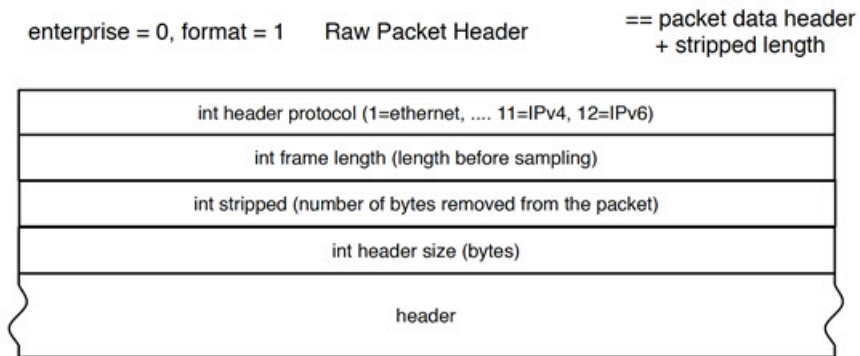 enterprise = 0, format = 1 Raw Packet Header == packet data header
+ stripped length
int header protocol (1=ethernet, .... 11=IPv4, 12=IPv6)
int frame length (length before sampling)
int stripped (number of bytes removed from the packet)
int header size (bytes)
header